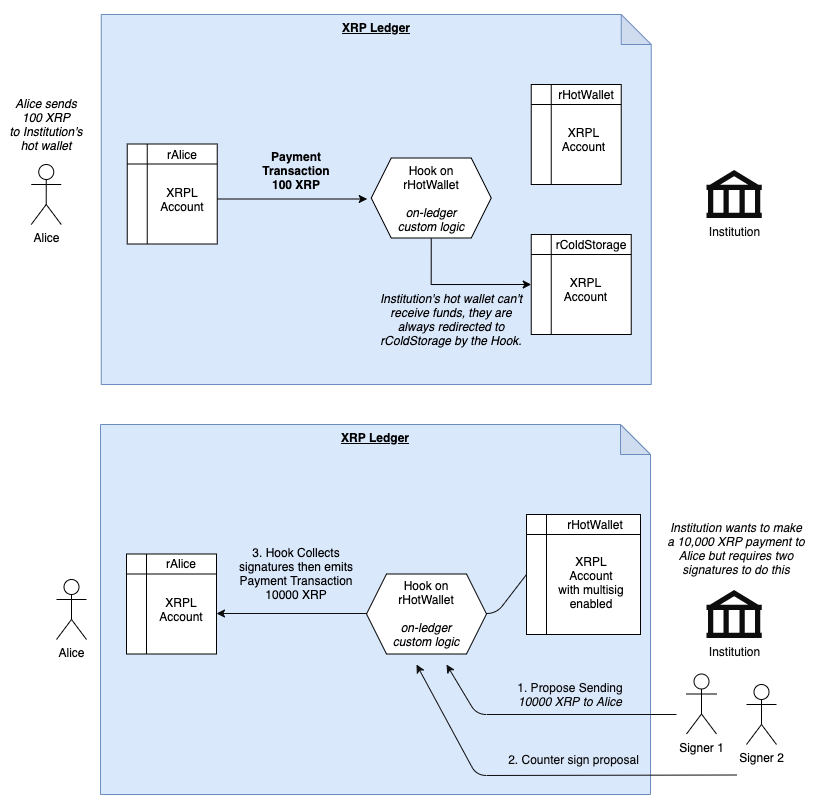 XRP Ledger
Alice sends
100 XRP
to Institution's
hot wallet
Alice
rAlice
XRPL
Account
Payment
Transaction
100 XRP
Hook on
rHotWallet
on-ledger
custom logic
rHotWallet
XRPL
Account
rColdStorage
XRPL
Account
Institution's hot wallet can't
receive funds, they are
always redirected to
rColdStorage by the Hook.
Institution
XRP Ledger
Alice
rAlice
XRPL
Account
3. Hook Collects
signatures then emits
Payment Transaction
10000 XRP
Hook on
rHotWallet
on-ledger
custom logic
rHotWallet
XRPL
Account
with multisig
enabled
Institution wants to make
a 10,000 XRP payment to
Alice but requires two
signatures to do this
Institution
1. Propose Sending
10000 XRP to Alice
Signer 1
Signer 2
2. Counter sign proposal